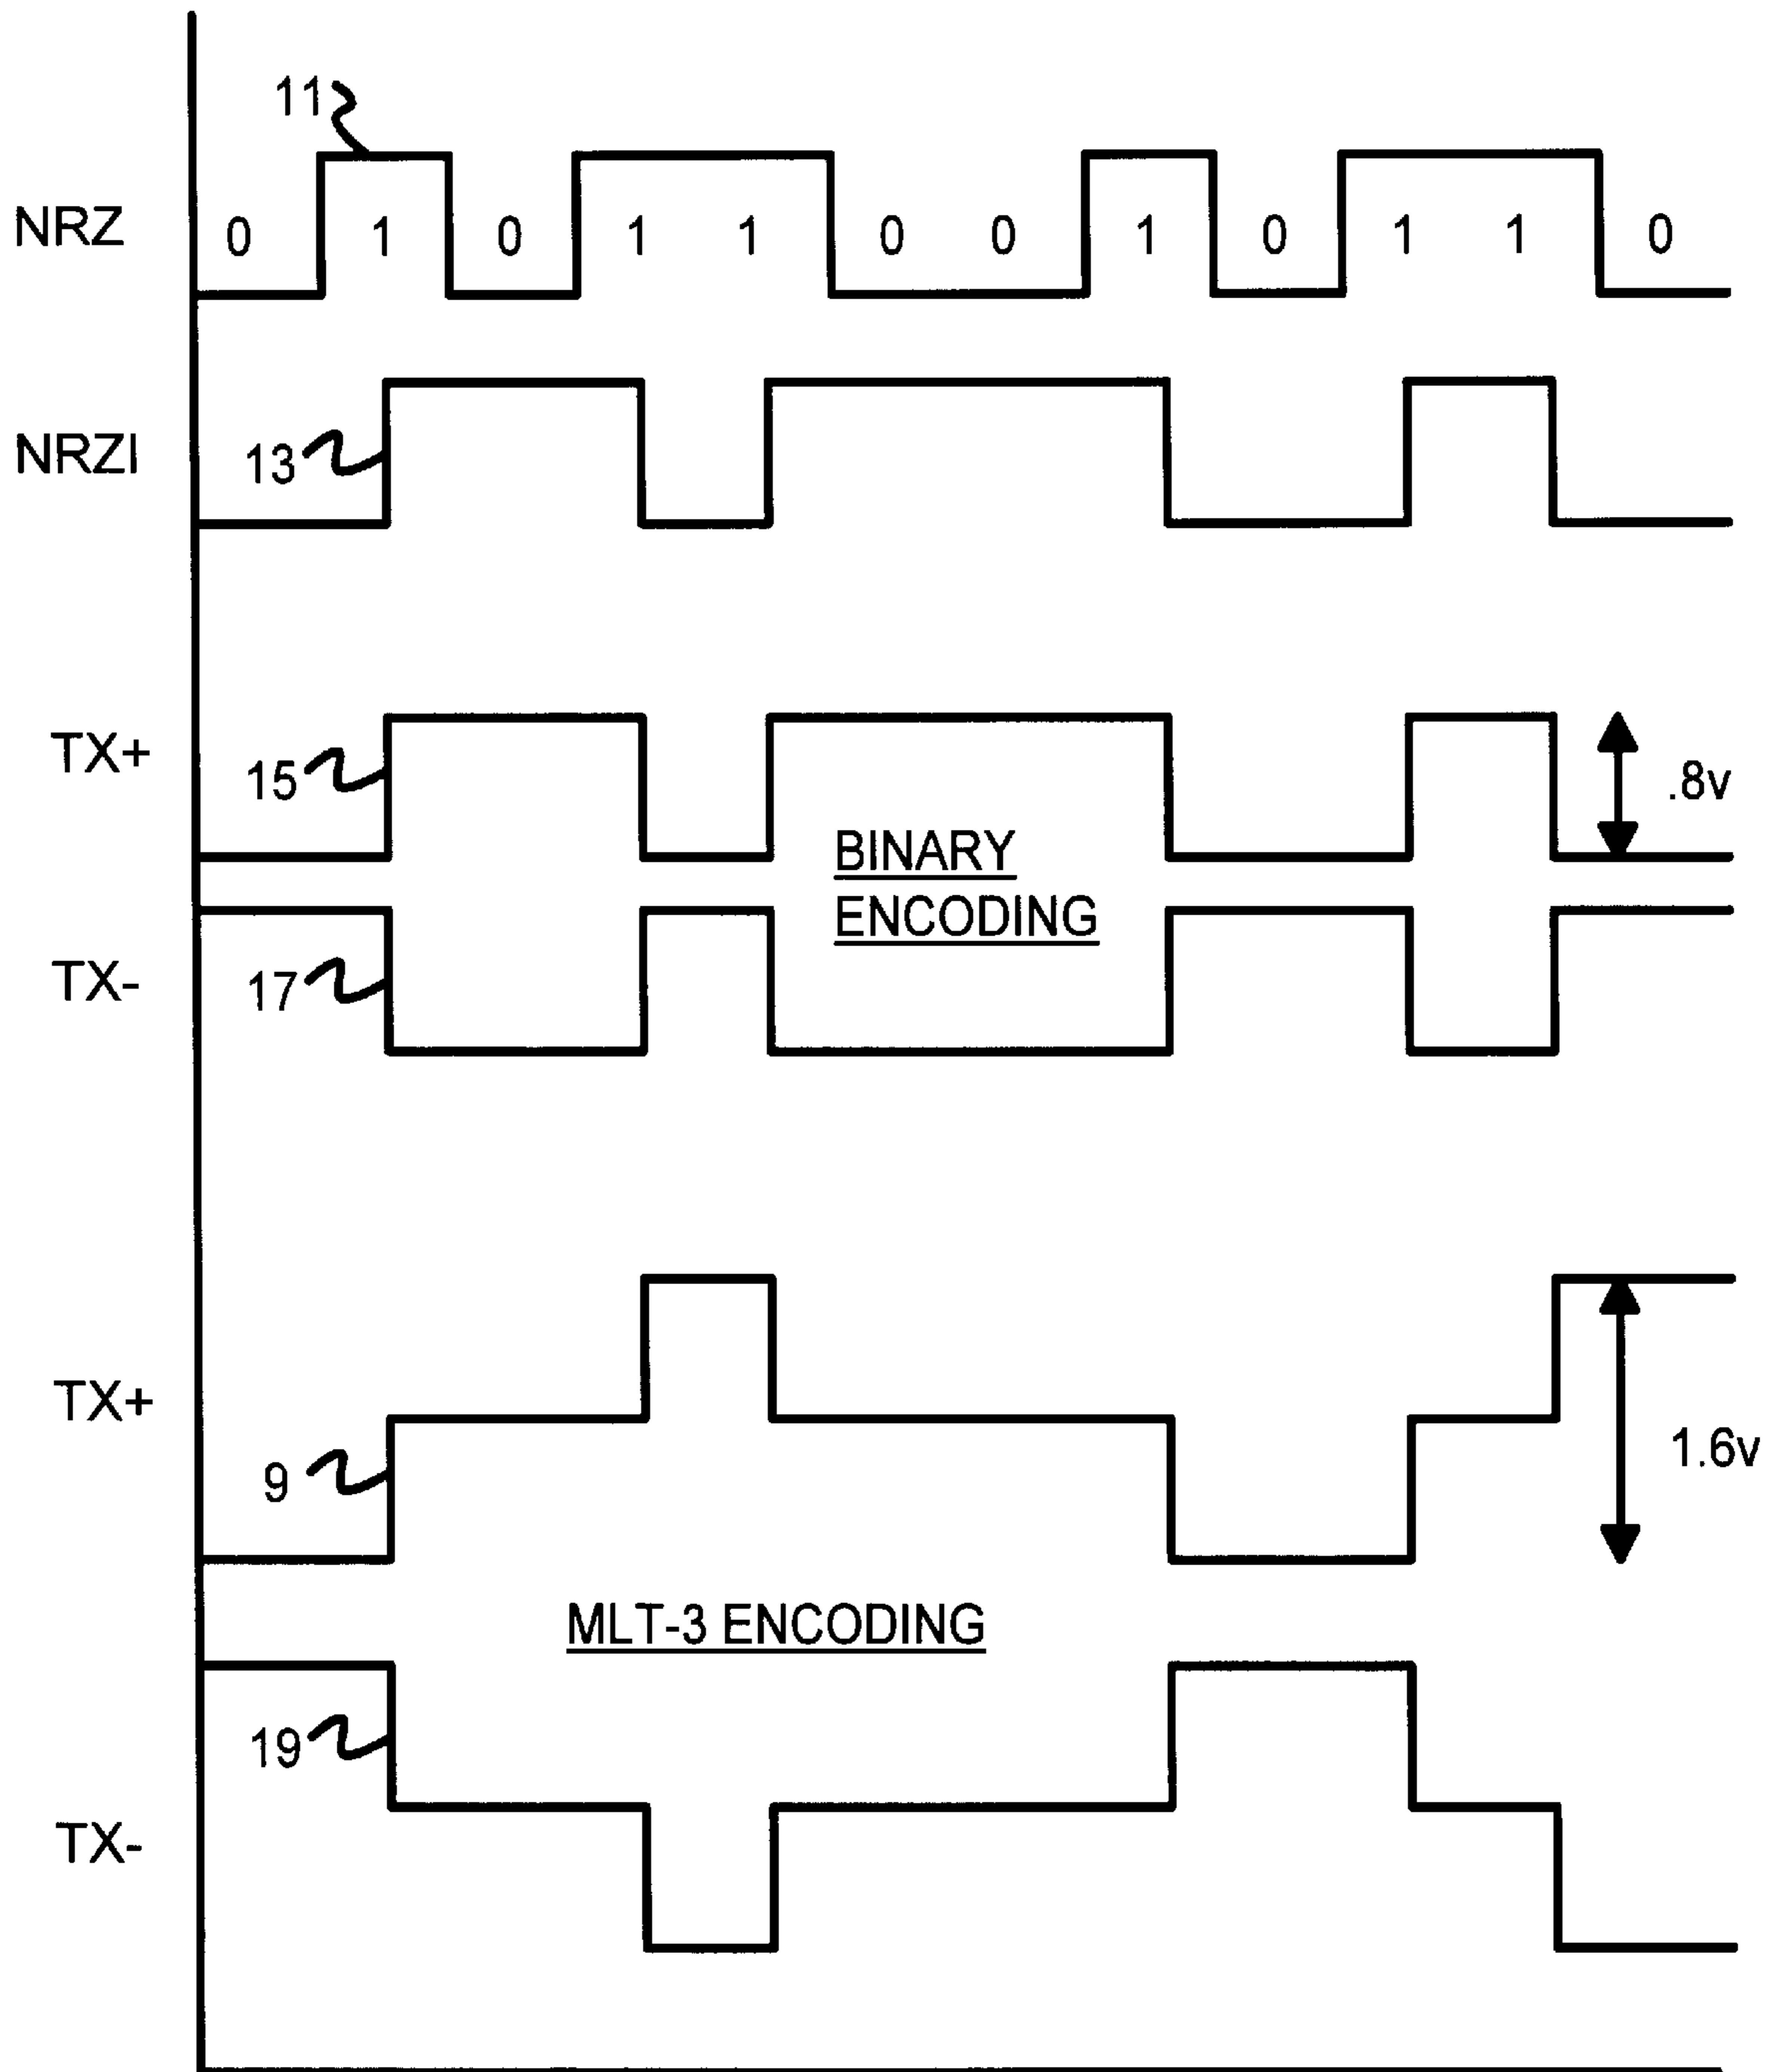 11
NRZ 0 1 0 1 1 0 0 1 0 1 1 0
NRZI
13
TX+
15
.8v
BINARY
ENCODING
TX-
17
TX+
9
1.6v
MLT-3 ENCODING
19
TX-